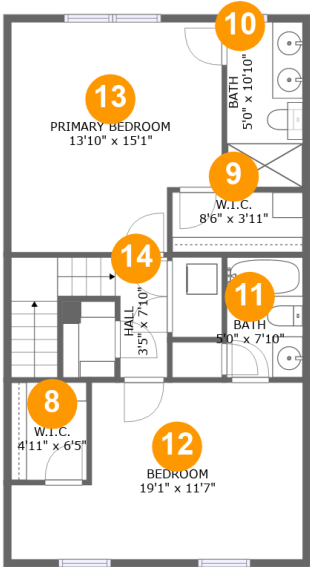 10
BATH
5'0" x 10'10"
13
PRIMARY BEDROOM
13'10" x 15'1"
9
W.I.C.
8'6" x 3'11"
14
HALL
3'5" x 7'10"
11
BATH
5'0" x 7'10"
8
W.I.C.
4'11" x 6'5"
12
BEDROOM
19'1" x 11'7"